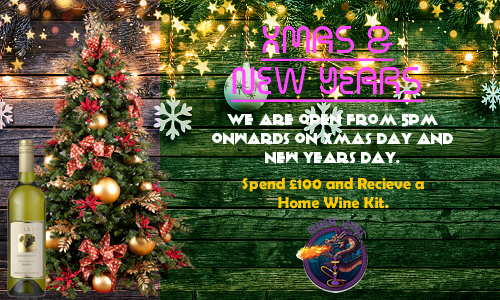 XMAS &
NEW YEARS
WE ARE OPEN FROM 5PM
ONWARDS ON XMAS DAY AND
NEW YEARS DAY.
Spend £100 and Recieve a
Home Wine Kit.